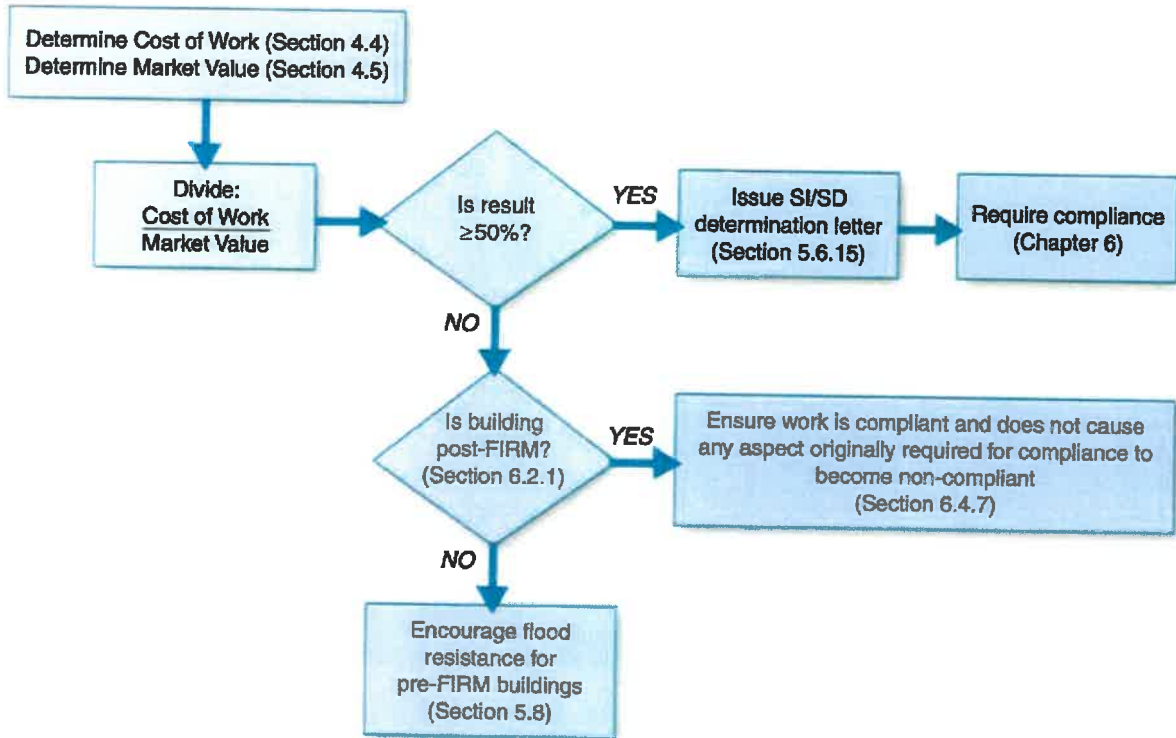 Determine Cost of Work (Section 4.4)
Determine Market Value (Section 4.5)
Divide:
Cost of Work
Market Value
Is result
≥50%?
YES
Issue SI/SD
determination letter
(Section 5.6.15)
Require compliance
(Chapter 6)
NO
Is building
post-FIRM?
(Section 6.2.1)
YES
Ensure work is compliant and does not cause
any aspect originally required for compliance to
become non-compliant
(Section 6.4.7)
NO
Encourage flood
resistance for
pre-FIRM buildings
(Section 5.8)